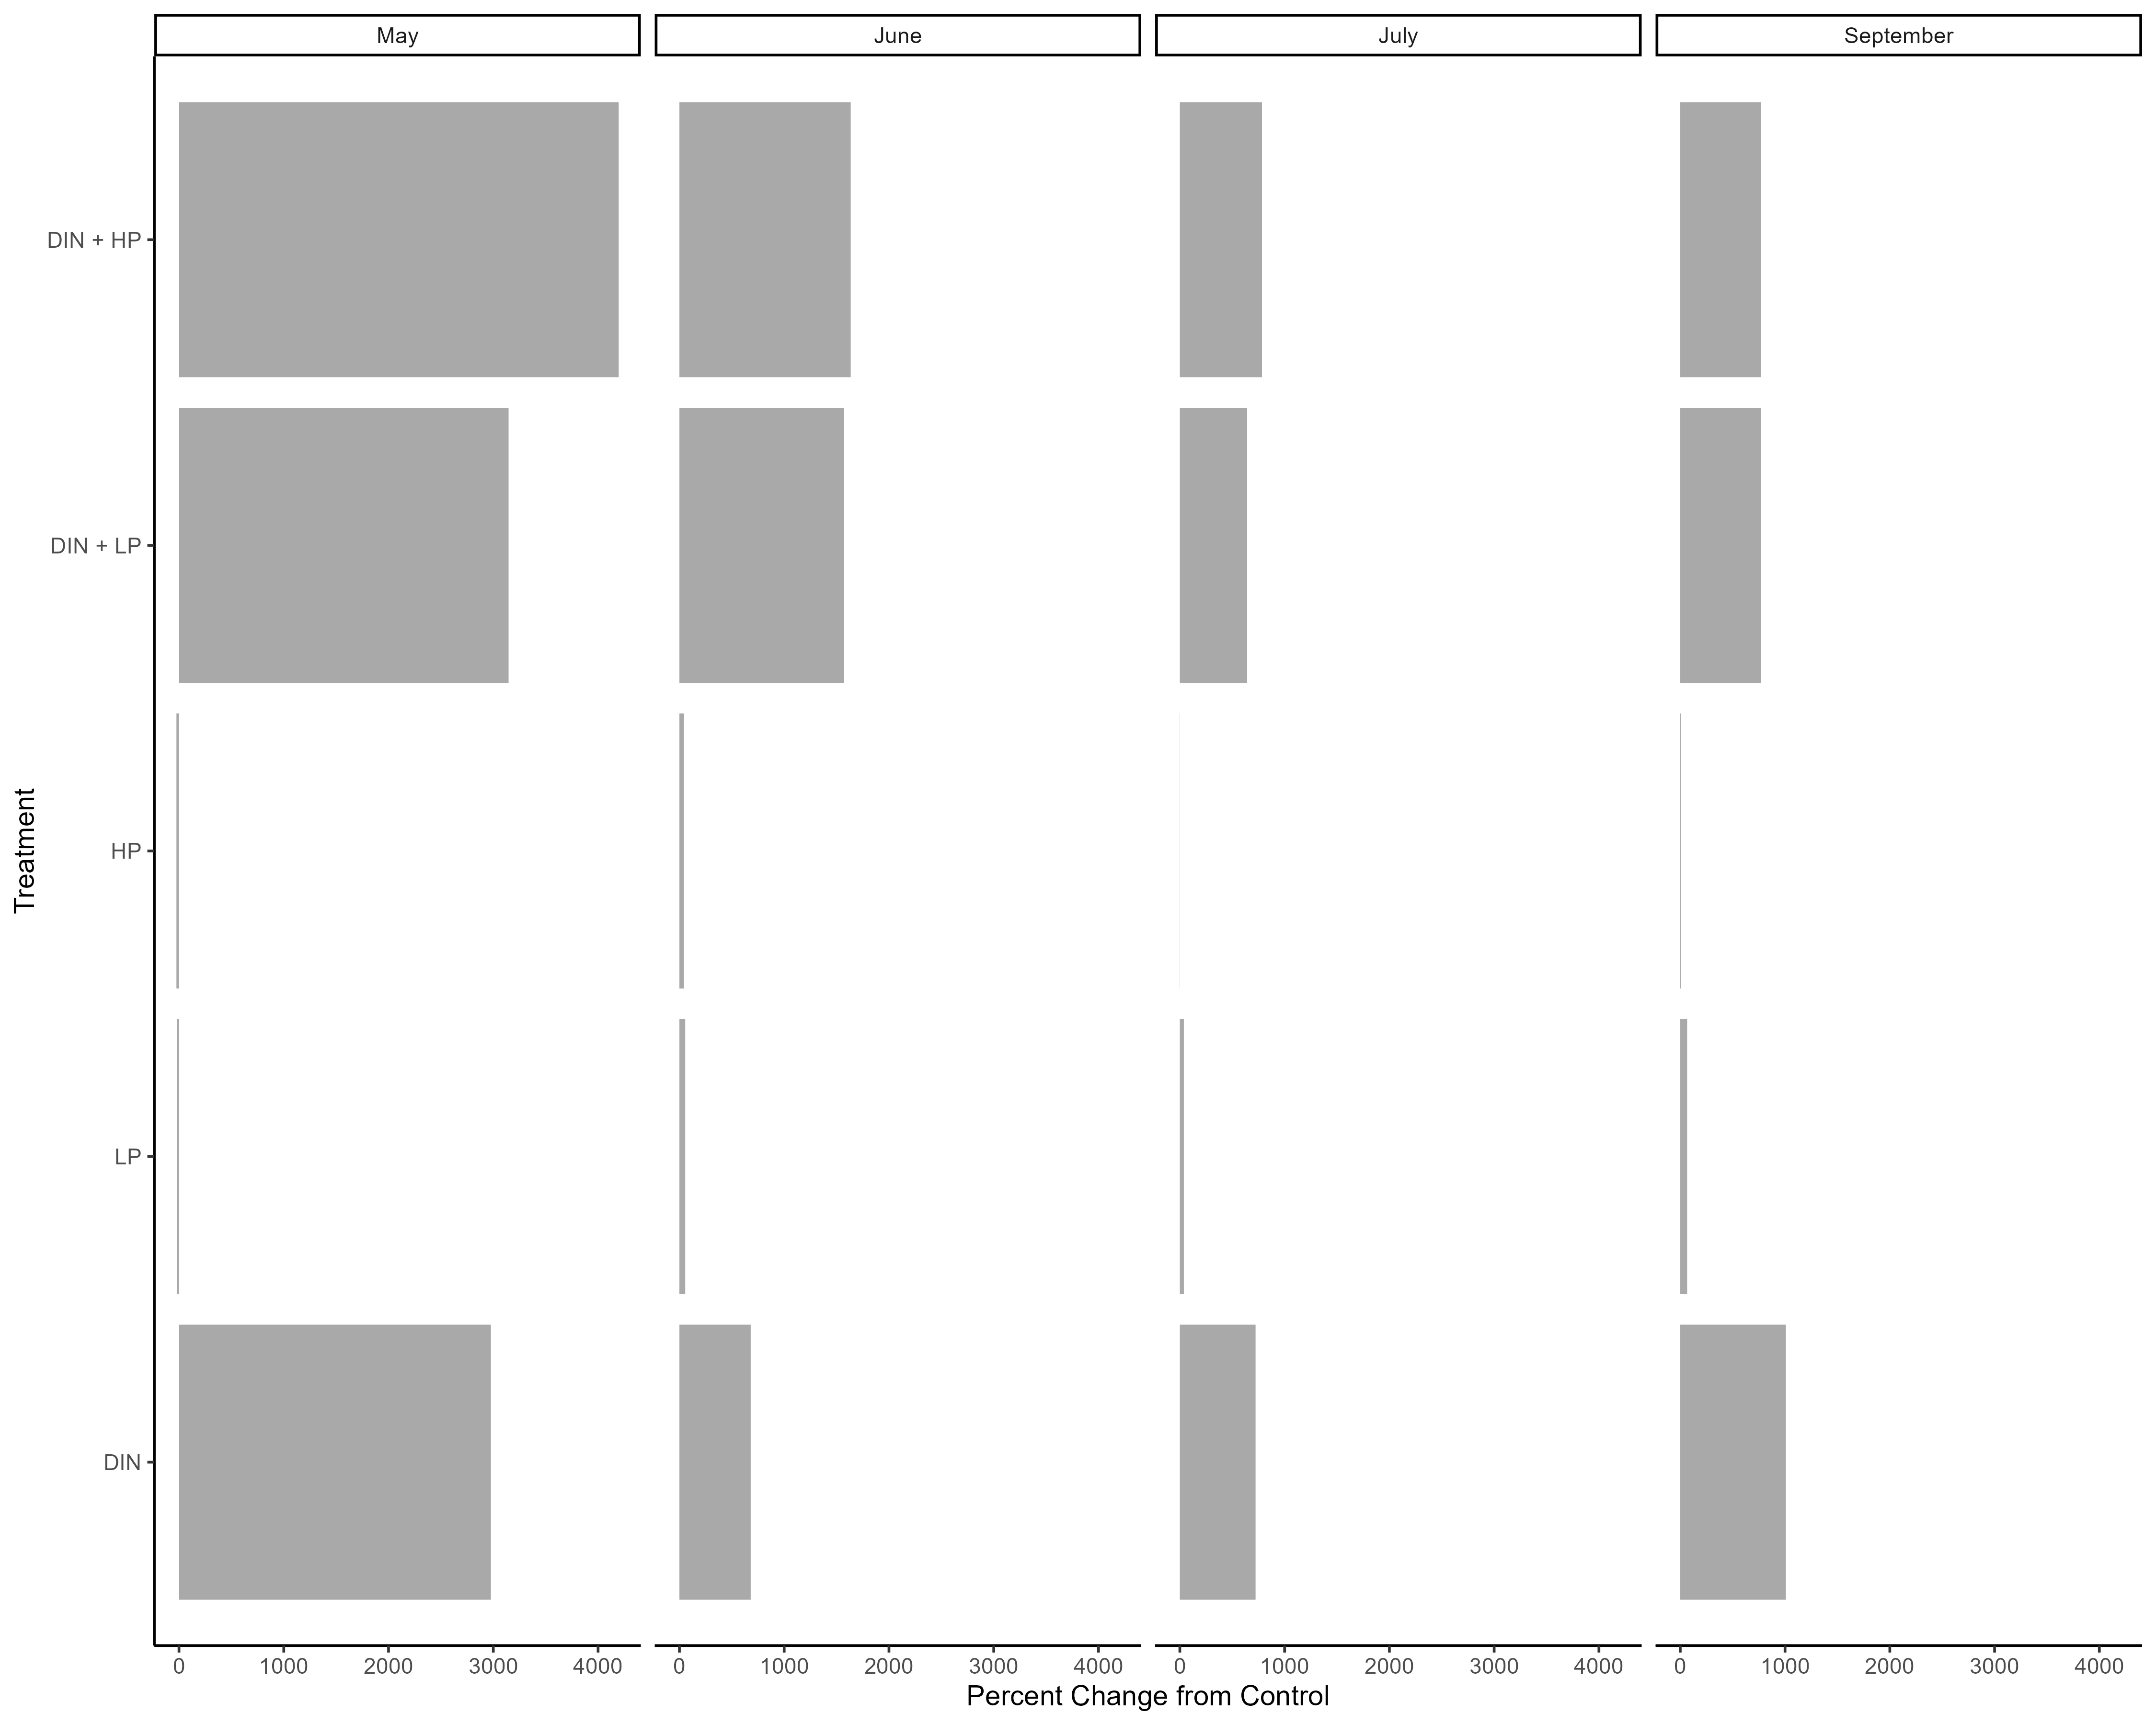 May
June
July
September
DIN + HP
DIN + LP
HP
LP
DIN
Treatment
0 1000 2000 3000 4000
0 1000 2000 3000 4000
0 1000 2000 3000 4000
0 1000 2000 3000 4000
Percent Change from Control